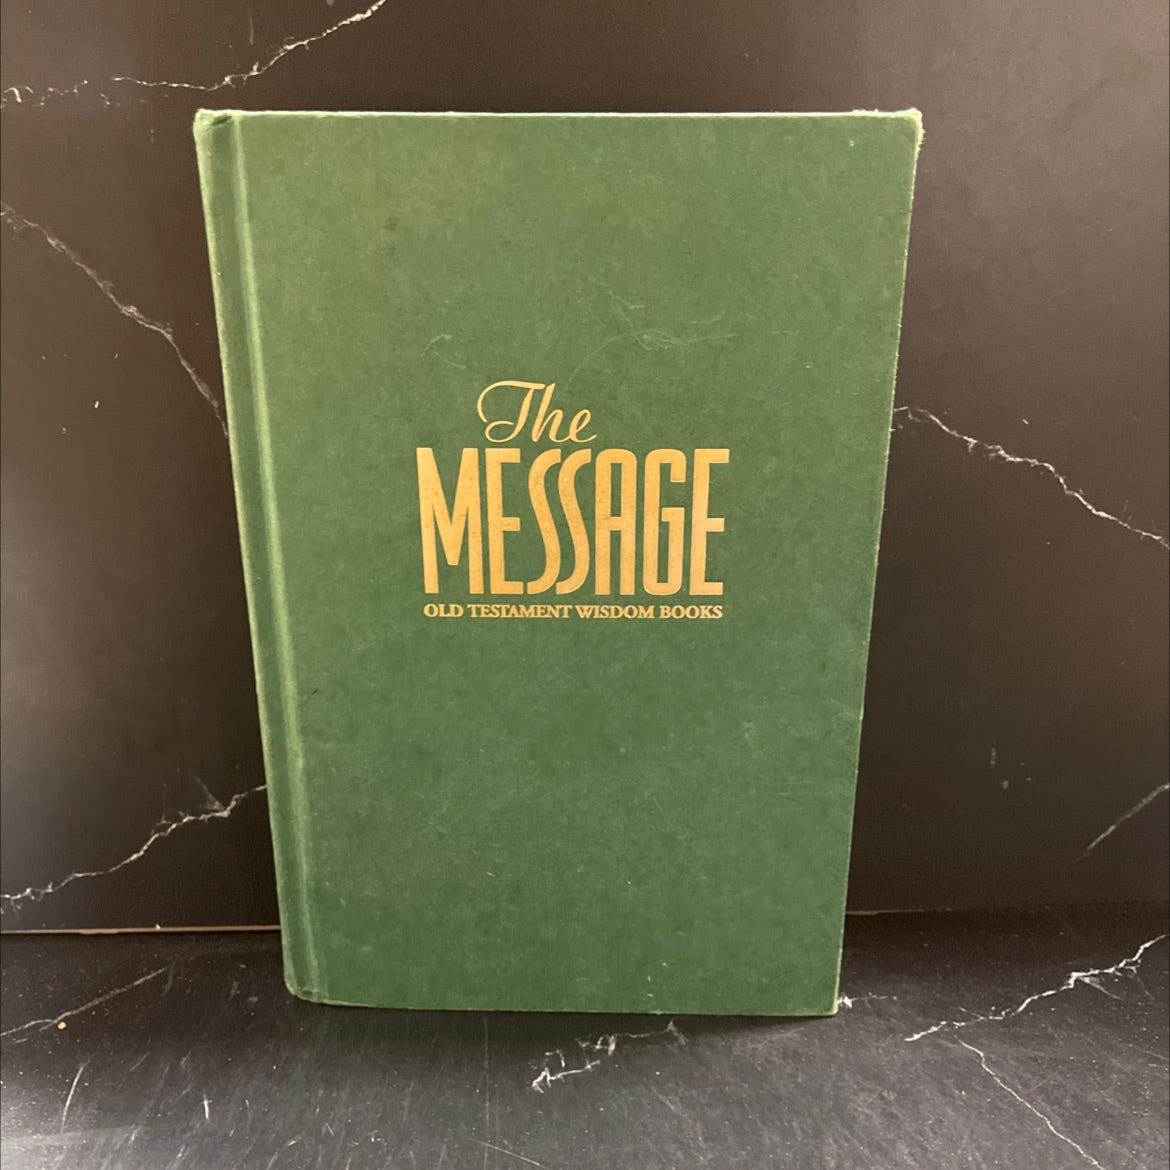 The
MESSAGE
OLD TESTAMENT WISDOM BOOKS